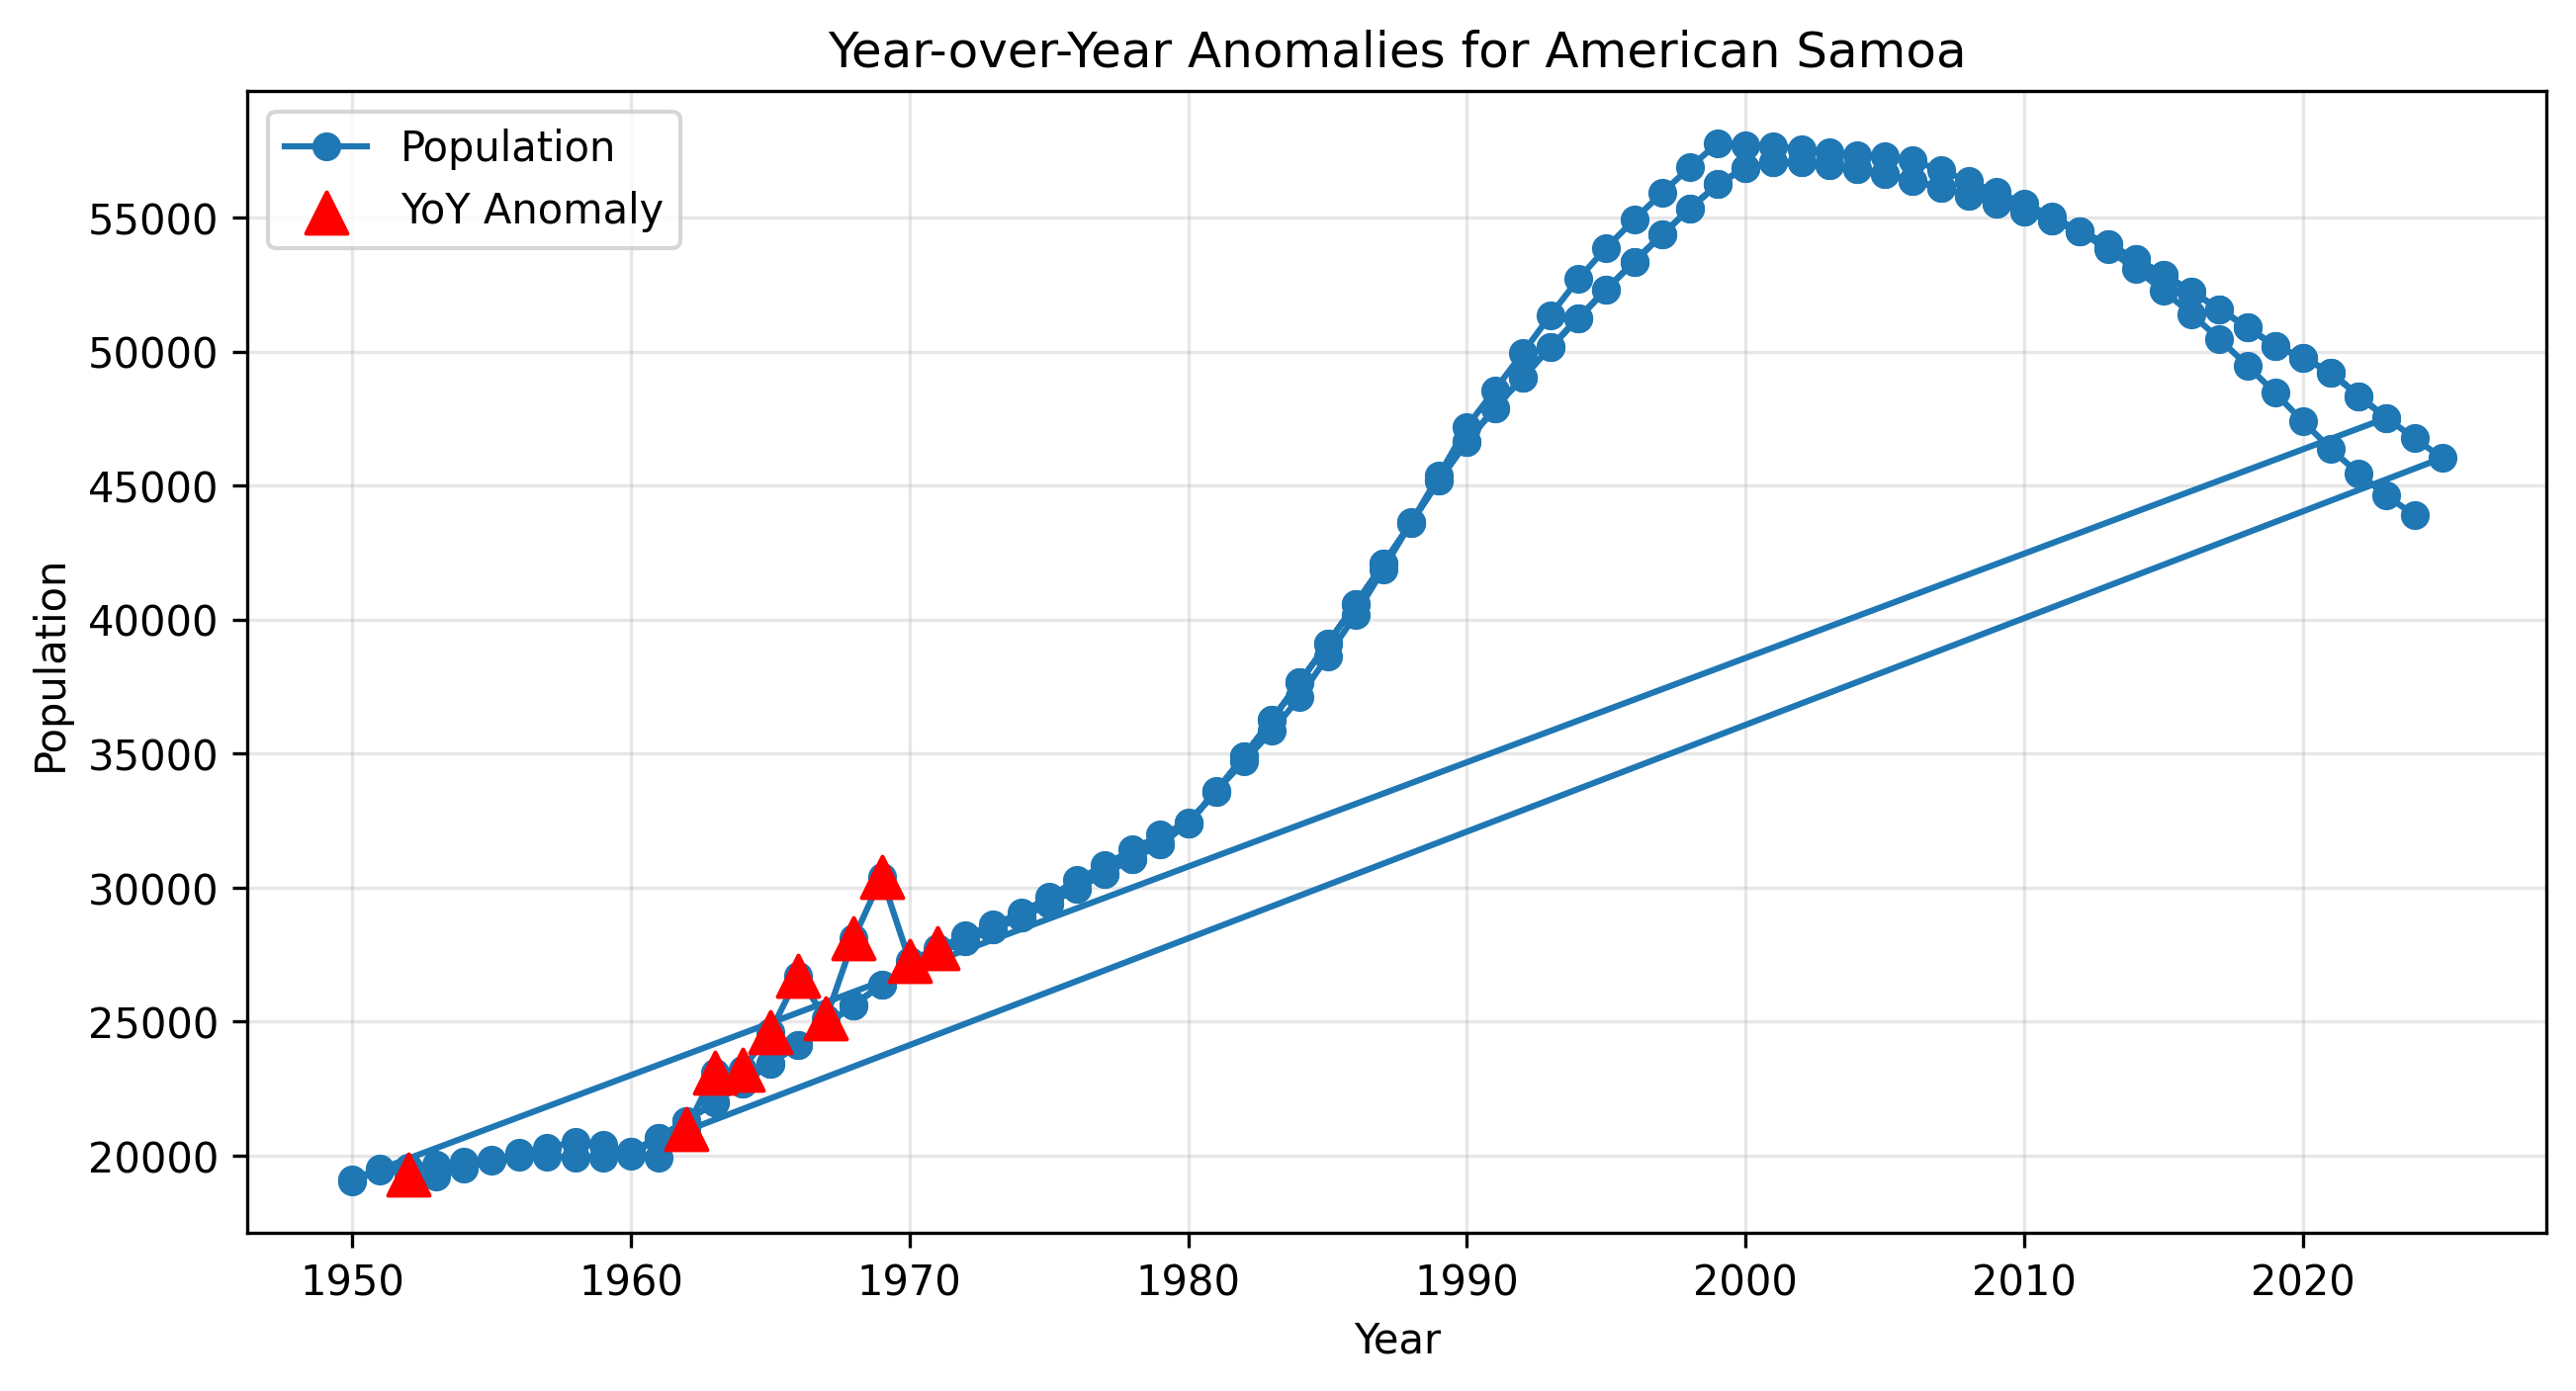 Year-over-Year Anomalies for American Samoa
Population
YoY Anomaly
55000
50000
45000
40000
35000
30000
25000
20000
Population
1950 1960 1970 1980 1990 2000 2010 2020
Year